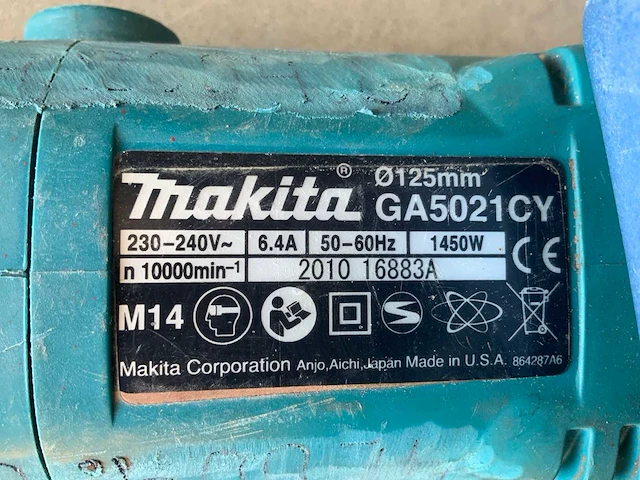 Makita® Ø125mm
GA5021CY
230-240V~ 6.4A 50-60Hz 1450W
n 10000min-1 2010 16883A
CE
M14
Makita Corporation Anjo,Aichi,Japan Made in U.S.A. 864287A6